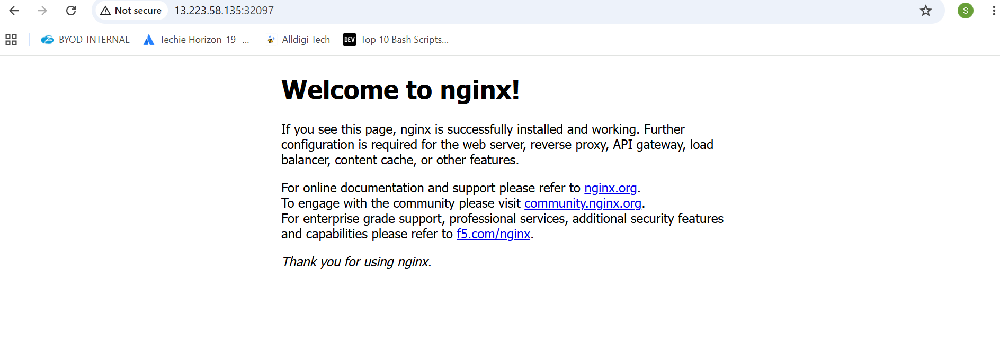 Not secure 13.223.58.135:32097 S
BYOD-INTERNAL Techie Horizon-19 -... Alldigi Tech DEV Top 10 Bash Scripts...
Welcome to nginx!
If you see this page, nginx is successfully installed and working. Further
configuration is required for the web server, reverse proxy, API gateway, load
balancer, content cache, or other features.
For online documentation and support please refer to nginx.org.
To engage with the community please visit community.nginx.org.
For enterprise grade support, professional services, additional security features
and capabilities please refer to f5.com/nginx.
Thank you for using nginx.